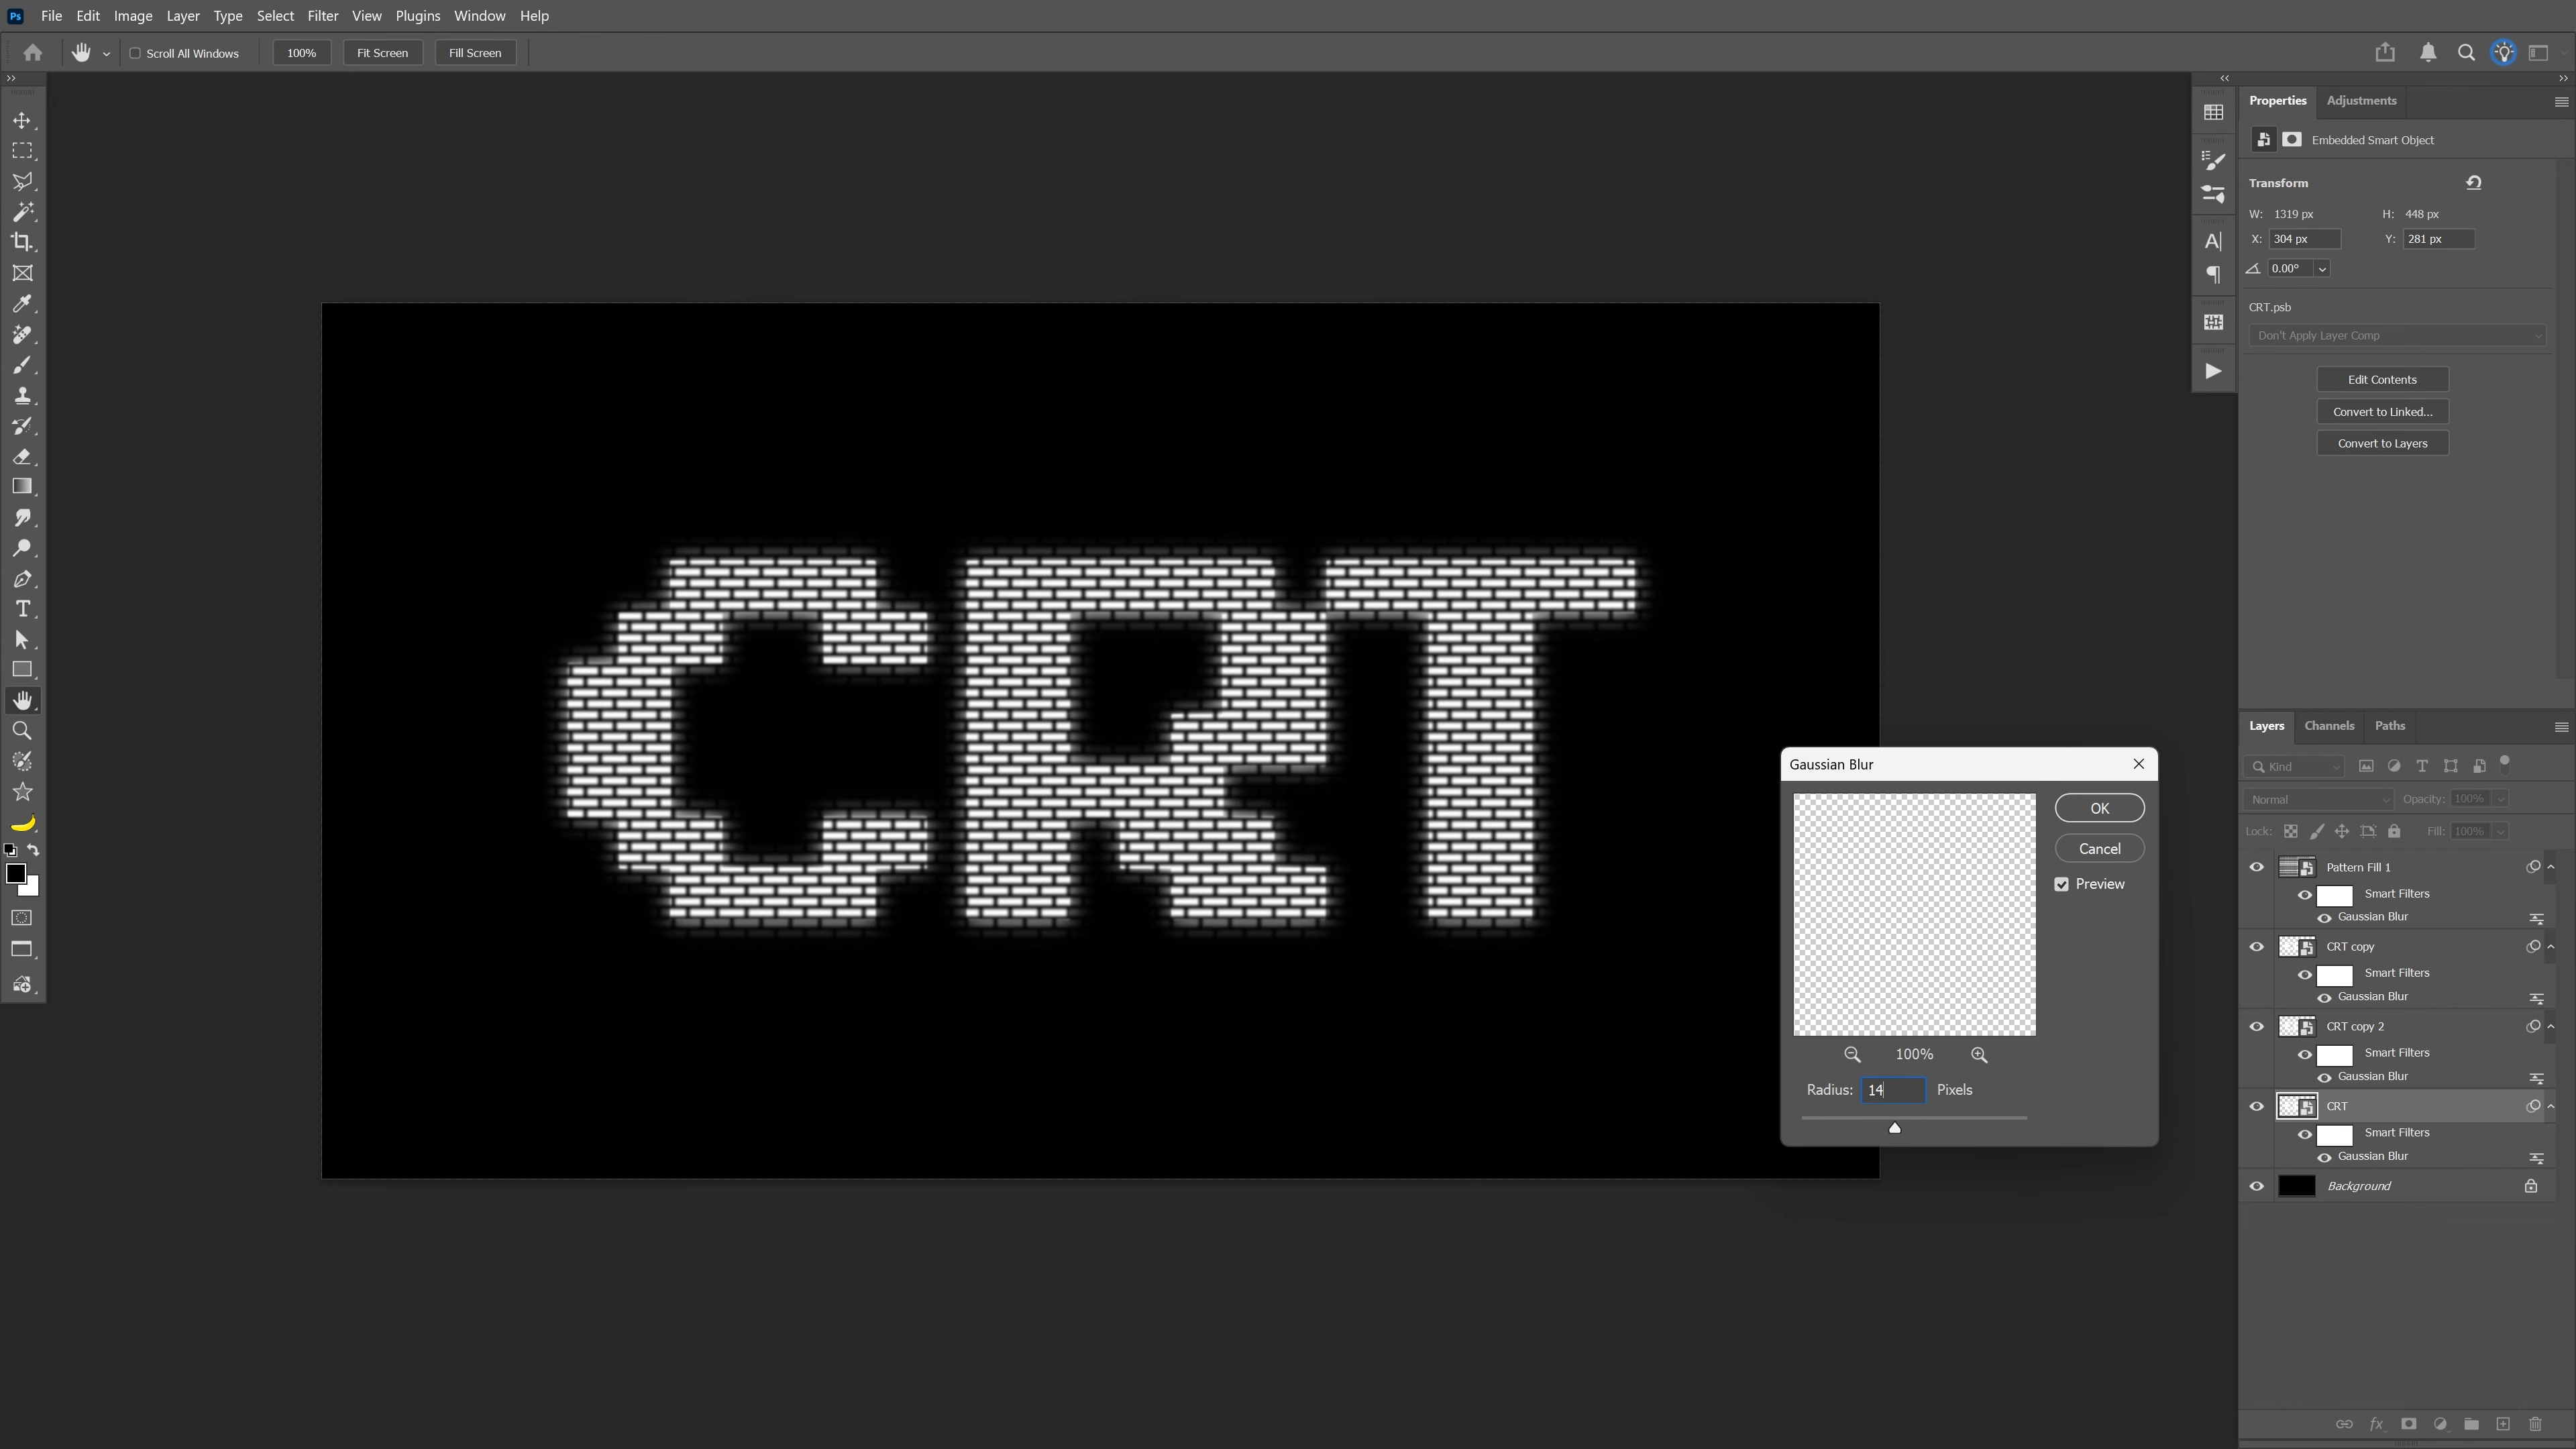 Ps File Edit Image Layer Type Select Filter View Plugins Window Help
Scroll All Windows 100% Fit Screen Fill Screen
Properties Adjustments
Embedded Smart Object
Transform
W: 1319 px H: 448 px
X: 304 px Y: 281 px
0.00°
CRT.psb
Don't Apply Layer Comp
Edit Contents
Convert to Linked...
Convert to Layers
CRT
Gaussian Blur
OK
Cancel
Preview
100%
Radius: 14 Pixels
Layers Channels Paths
Kind
Normal Opacity: 100%
Lock: Fill: 100%
Pattern Fill 1
Smart Filters
Gaussian Blur
CRT copy
Smart Filters
Gaussian Blur
CRT copy 2
Smart Filters
Gaussian Blur
CRT
Smart Filters
Gaussian Blur
Background
fx